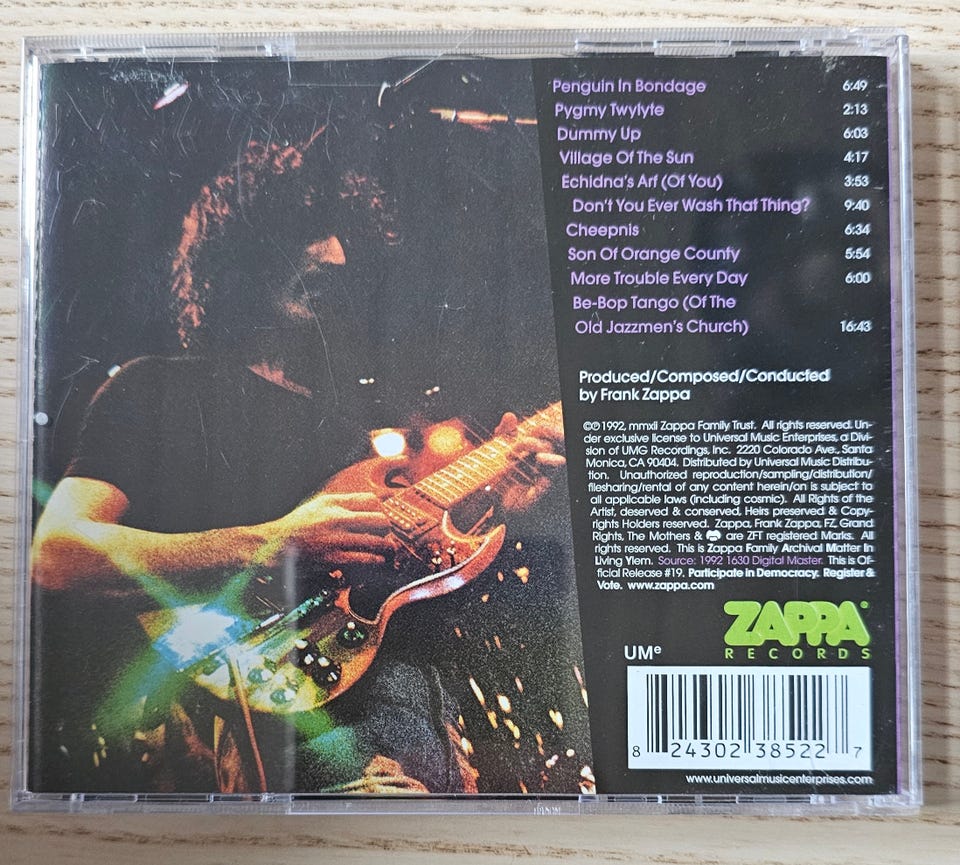 Penguin In Bondage 6:49
Pygmy Twylyte 2:13
Dummy Up 6:03
Village Of The Sun 4:17
Echidna's Arf (Of You) 3:53
Don't You Ever Wash That Thing? 9:40
Cheepnis 6:34
Son Of Orange County 5:54
More Trouble Every Day 6:00
Be-Bop Tango (Of The
Old Jazzmen's Church) 16:43
Produced/Composed/Conducted
by Frank Zappa
©℗ 1992, mmxii Zappa Family Trust. All rights reserved. Un-
der exclusive license to Universal Music Enterprises, a Divi-
sion of UMG Recordings, Inc. 2220 Colorado Ave., Santa
Monica, CA 90404. Distributed by Universal Music Distribu-
tion. Unauthorized reproduction/sampling/distribution/
filesharing/rental of any content herein/on is subject to
all applicable laws (including cosmic). All Rights of the
Artist, deserved & conserved, Heirs preserved & Copy-
rights Holders reserved. Zappa, Frank Zappa, FZ, Grand
Rights, The Mothers & are ZFT registered Marks. All
rights reserved. This is Zappa Family Archival Matter In
Living Ylem. Source: 1992 1630 Digital Master. This is Of-
ficial Release #19. Participate in Democracy. Register &
Vote. www.zappa.com
ZAPPA®
RECORDS
UMe
8 24302 38522 7
www.universalmusicenterprises.com